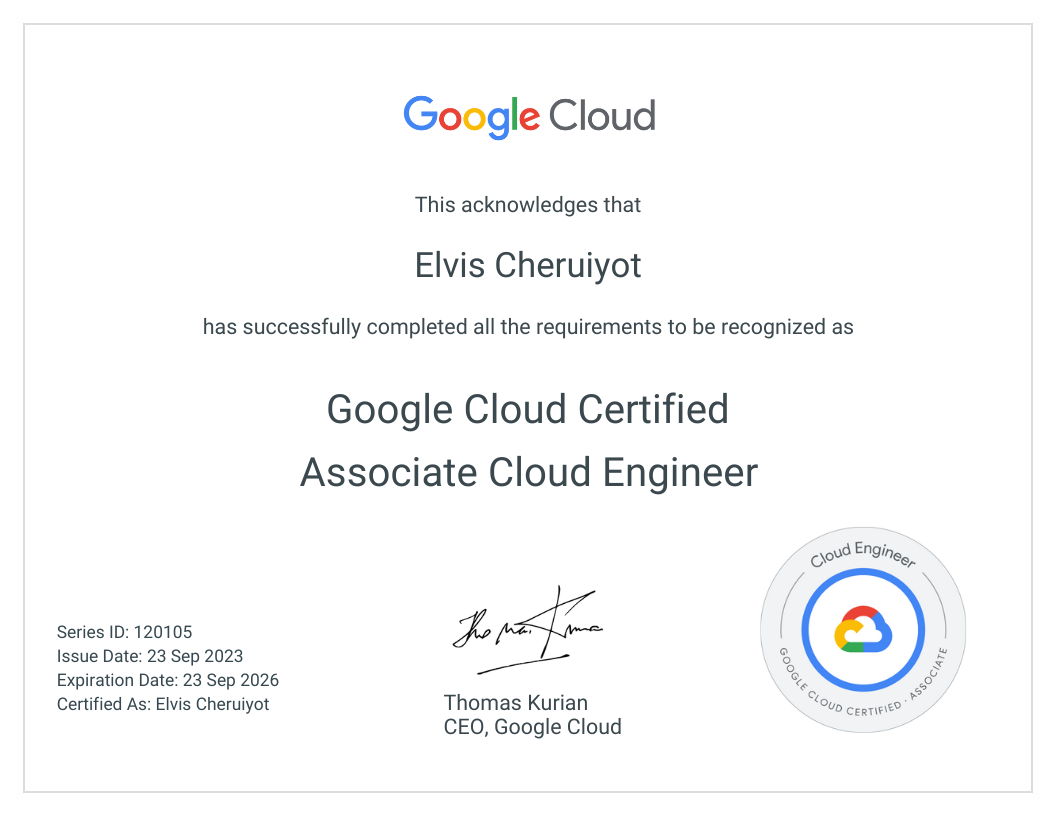 Google Cloud
This acknowledges that
Elvis Cheruiyot
has successfully completed all the requirements to be recognized as
Google Cloud Certified
Associate Cloud Engineer
Series ID: 120105
Issue Date: 23 Sep 2023
Expiration Date: 23 Sep 2026
Certified As: Elvis Cheruiyot
Thomas Kurian
Thomas Kurian
CEO, Google Cloud
Cloud Engineer
GOOGLE CLOUD CERTIFIED · ASSOCIATE